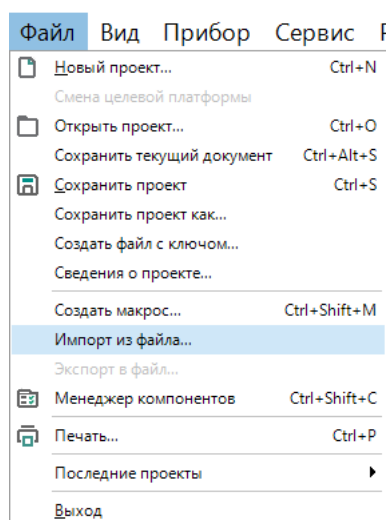 Файл Вид Прибор Сервис
Новый проект... Ctrl+N
Смена целевой платформы
Открыть проект... Ctrl+O
Сохранить текущий документ Ctrl+Alt+S
Сохранить проект Ctrl+S
Сохранить проект как...
Создать файл с ключом...
Сведения о проекте...
Создать макрос... Ctrl+Shift+M
Импорт из файла...
Экспорт в файл...
Менеджер компонентов Ctrl+Shift+C
Печать... Ctrl+P
Последние проекты
Выход